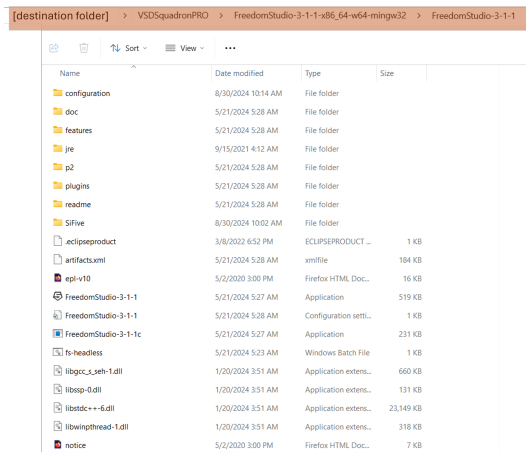 [destination folder] > VSDSquadronPRO > FreedomStudio-3-1-1-x86_64-w64-mingw32 > FreedomStudio-3-1-1
Sort View ...
Name Date modified Type Size
configuration 8/30/2024 10:14 AM File folder
doc 5/21/2024 5:28 AM File folder
features 5/21/2024 5:28 AM File folder
jre 9/15/2021 4:12 AM File folder
p2 5/21/2024 5:28 AM File folder
plugins 5/21/2024 5:28 AM File folder
readme 5/21/2024 5:28 AM File folder
SiFive 8/30/2024 10:02 AM File folder
.eclipseproduct 3/8/2022 6:52 PM ECLIPSEPRODUCT ... 1 KB
artifacts.xml 5/21/2024 5:28 AM xmlfile 184 KB
epl-v10 5/2/2020 3:00 PM Firefox HTML Doc... 16 KB
FreedomStudio-3-1-1 5/21/2024 5:27 AM Application 519 KB
FreedomStudio-3-1-1 5/21/2024 5:28 AM Configuration setti... 1 KB
FreedomStudio-3-1-1c 5/21/2024 5:27 AM Application 231 KB
fs-headless 5/21/2024 5:23 AM Windows Batch File 1 KB
libgcc_s_seh-1.dll 1/20/2024 3:51 AM Application extens... 660 KB
libssp-0.dll 1/20/2024 3:51 AM Application extens... 131 KB
libstdc++-6.dll 1/20/2024 3:51 AM Application extens... 23,149 KB
libwinpthread-1.dll 1/20/2024 3:51 AM Application extens... 318 KB
notice 5/2/2020 3:00 PM Firefox HTML Doc... 7 KB